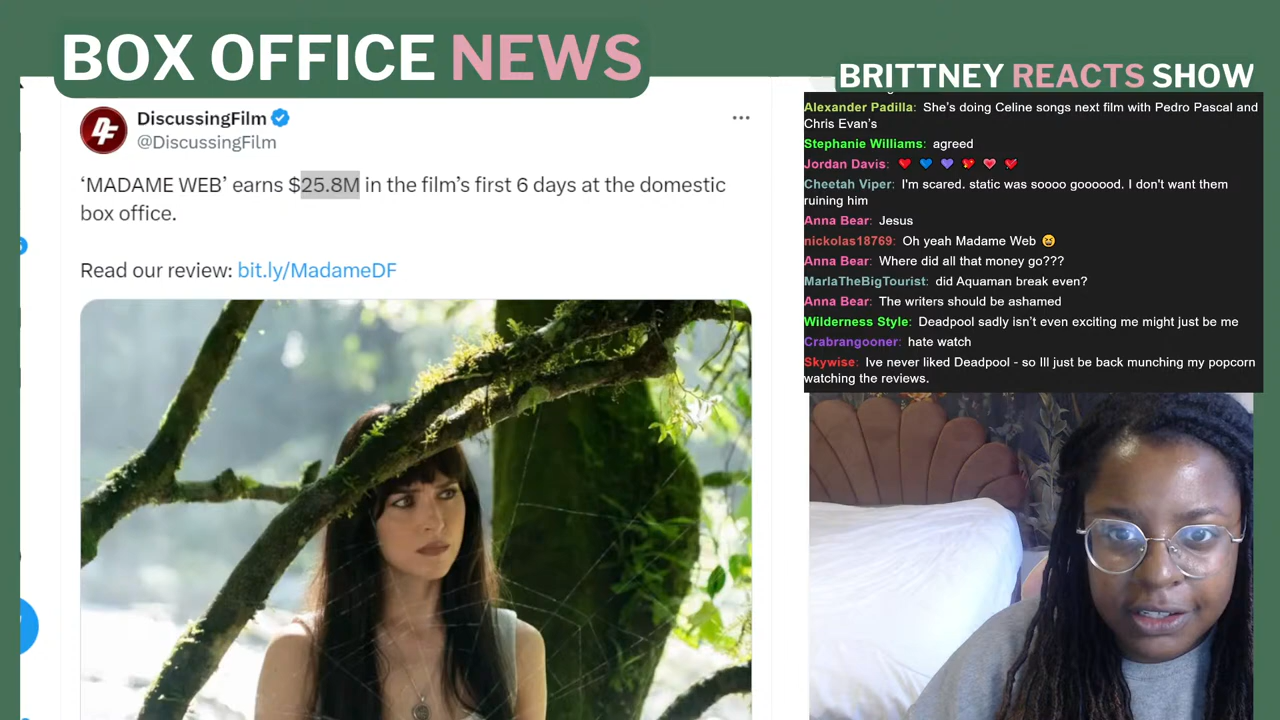 BOX OFFICE NEWS
DiscussingFilm
@DiscussingFilm
‘MADAME WEB’ earns $25.8M in the film’s first 6 days at the domestic
box office.
Read our review: bit.ly/MadameDF
BRITTNEY REACTS SHOW
Alexander Padilla: She's doing Celine songs next film with Pedro Pascal and
Chris Evan's
Stephanie Williams: agreed
Jordan Davis: ❤️ 💙 💜 💖 💗 💘
Cheetah Viper: I'm scared. static was soooo goooood. I don't want them
ruining him
Anna Bear: Jesus
nickolas18769: Oh yeah Madame Web 😆
Anna Bear: Where did all that money go???
MarlaTheBigTourist: did Aquaman break even?
Anna Bear: The writers should be ashamed
Wilderness Style: Deadpool sadly isn't even exciting me might just be me
Crabrangooner: hate watch
Skywise: Ive never liked Deadpool - so Ill just be back munching my popcorn
watching the reviews.